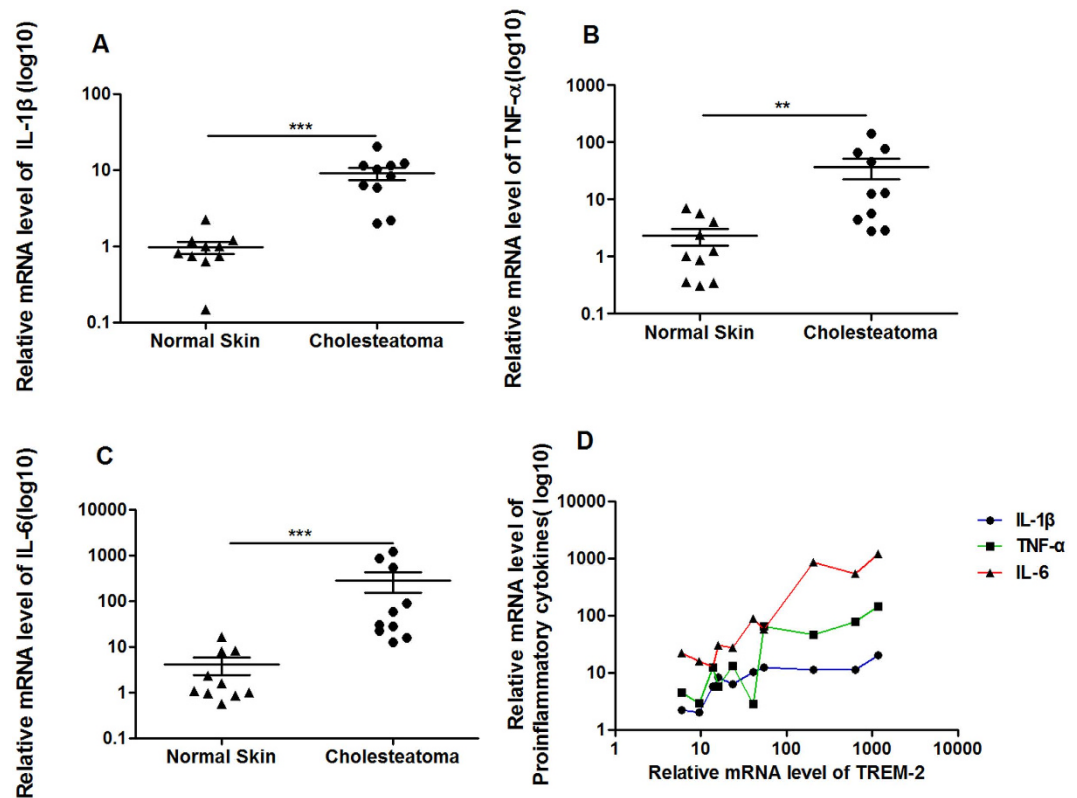 A
Relative mRNA level of IL-1β (log10)
100
10
1
0.1
***
Normal Skin
Cholesteatoma
B
Relative mRNA level of TNF-α(log10)
1000
100
10
1
0.1
**
Normal Skin
Cholesteatoma
C
Relative mRNA level of IL-6(log10)
10000
1000
100
10
1
0.1
***
Normal Skin
Cholesteatoma
D
Relative mRNA level of
Proinflammatory cytokines( log10)
10000
1000
100
10
1
1
10
100
1000
10000
Relative mRNA level of TREM-2
IL-1β
TNF-α
IL-6